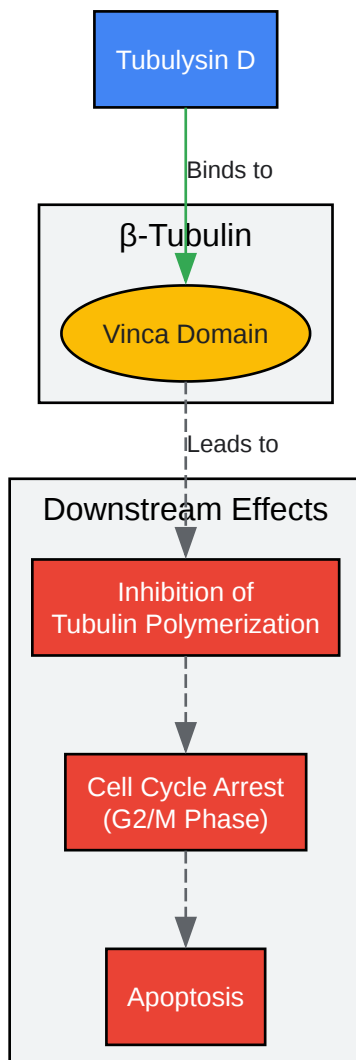 Tubulysin D
Binds to
β-Tubulin
Vinca Domain
Leads to
Downstream Effects
Inhibition of
Tubulin Polymerization
Cell Cycle Arrest
(G2/M Phase)
Apoptosis